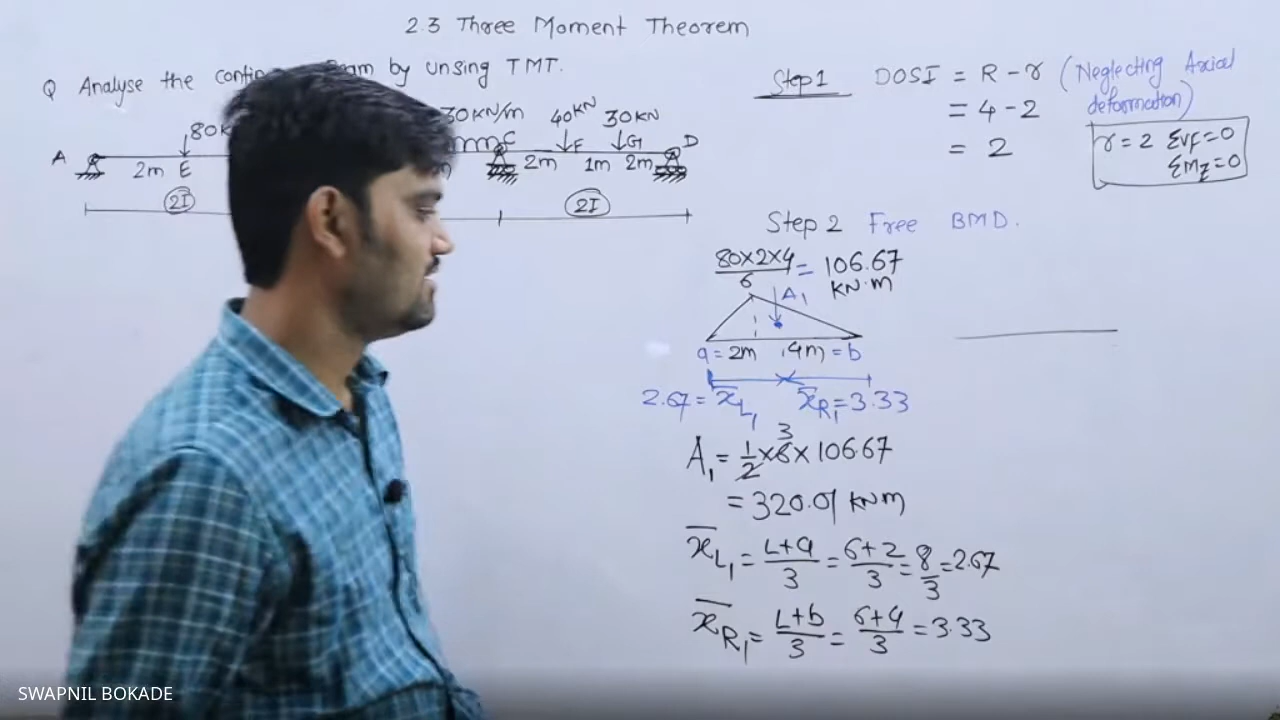 2.3 Three Moment Theorem
Q Analyse the by unsing TMT.
80K
30KN/m
40KN 30KN
A
C
F
G
D
2m E
2m 1m 2m
2I
2I
Step 1 DOSI = R - r (Neglecting Axial deformation)
= 4 - 2
= 2
r = 2 ΣVF=0
ΣMz=0
Step 2 Free BMD.
80×2×4/6 = 106.67 KN·m
A1
a = 2m 4m = b
2.67 = x̄L1 x̄R1 = 3.33
A1 = 1/2 × 6 × 106.67
3
= 320.01 KNm
x̄L1 = L+a/3 = 6+2/3 = 8/3 = 2.67
x̄R1 = L+b/3 = 6+4/3 = 3.33
SWAPNIL BOKADE